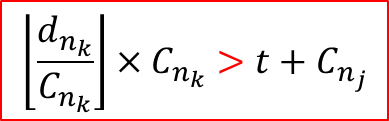 ⌊d_{n_k}/C_{n_k}⌋ × C_{n_k} > t + C_{n_j}